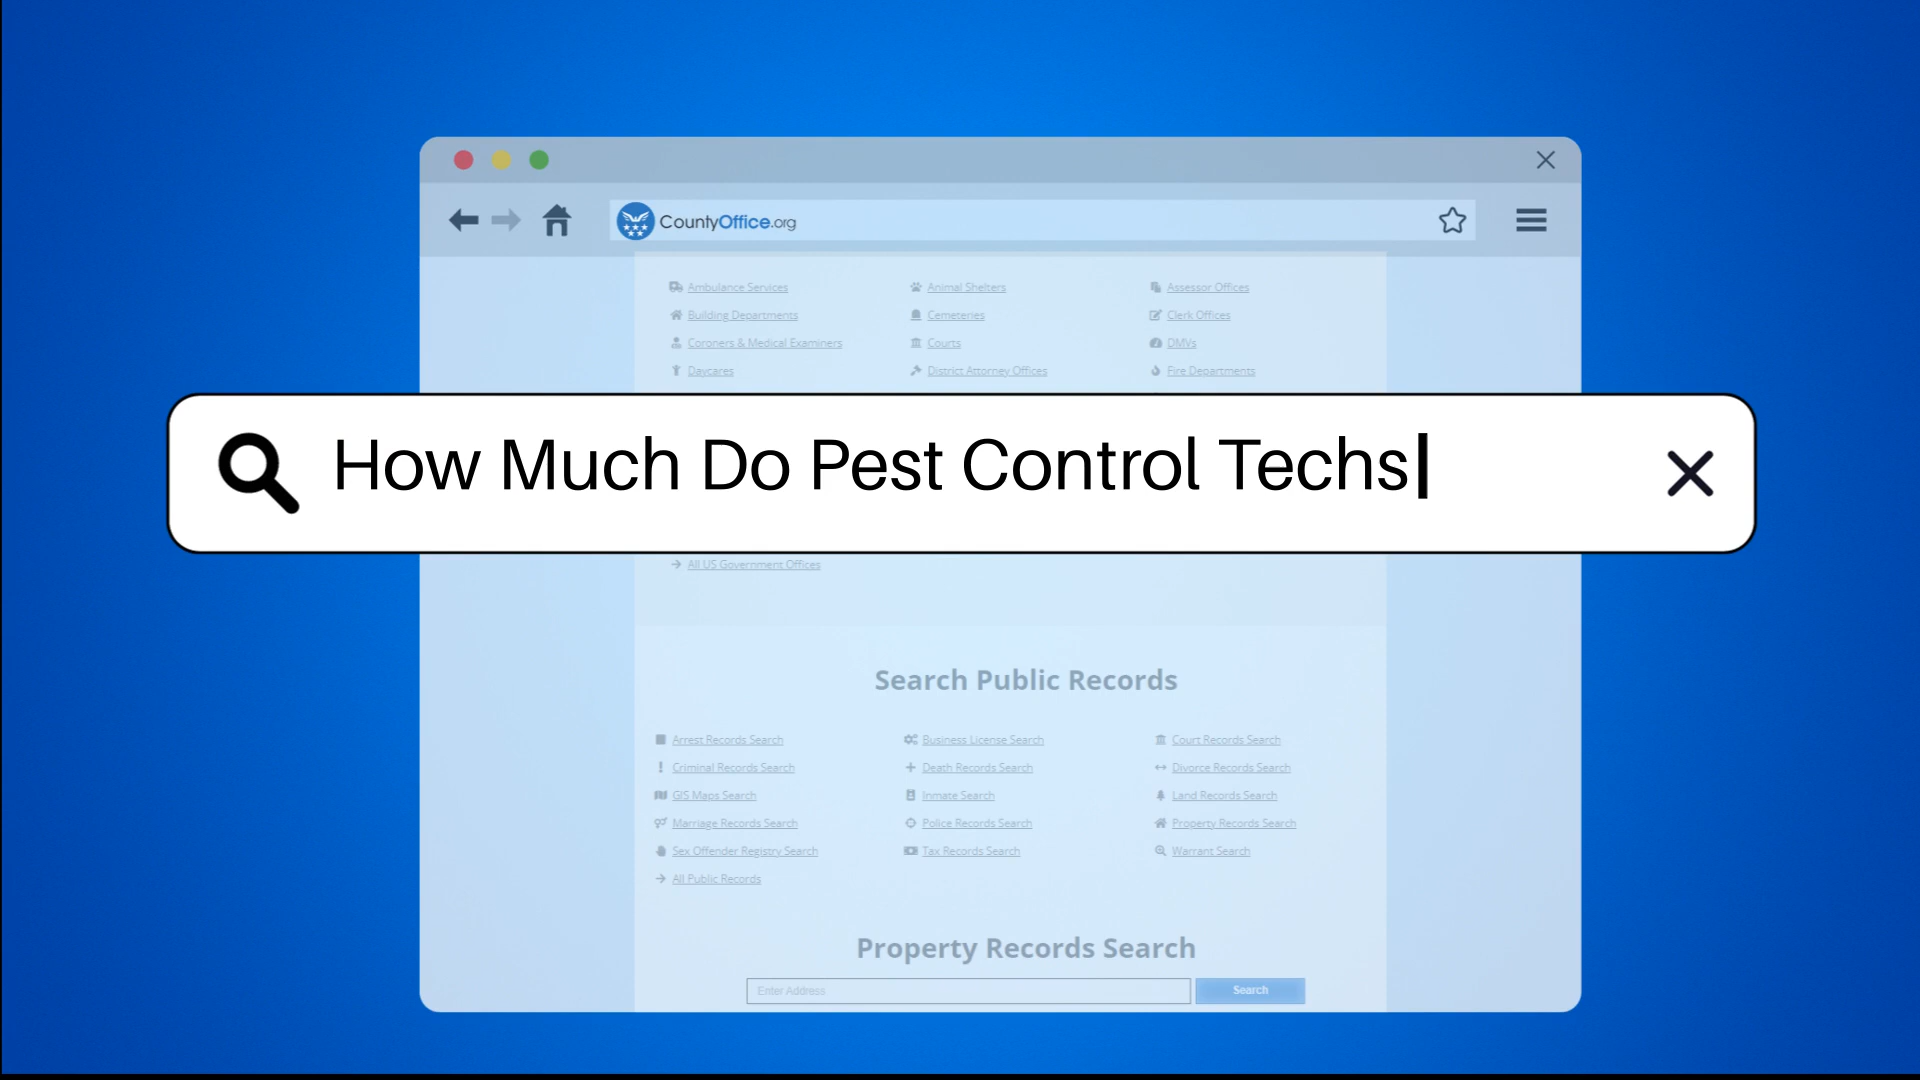 CountyOffice.org
Ambulance Services
Animal Shelters
Assessor Offices
Building Departments
Cemeteries
Clerk Offices
Coroners & Medical Examiners
Courts
DMVs
Daycares
District Attorney Offices
Fire Departments
How Much Do Pest Control Techs
All US Government Offices
Search Public Records
Arrest Records Search
Business License Search
Court Records Search
Criminal Records Search
Death Records Search
Divorce Records Search
GIS Maps Search
Inmate Search
Land Records Search
Marriage Records Search
Police Records Search
Property Records Search
Sex Offender Registry Search
Tax Records Search
Warrant Search
All Public Records
Property Records Search
Enter Address
Search